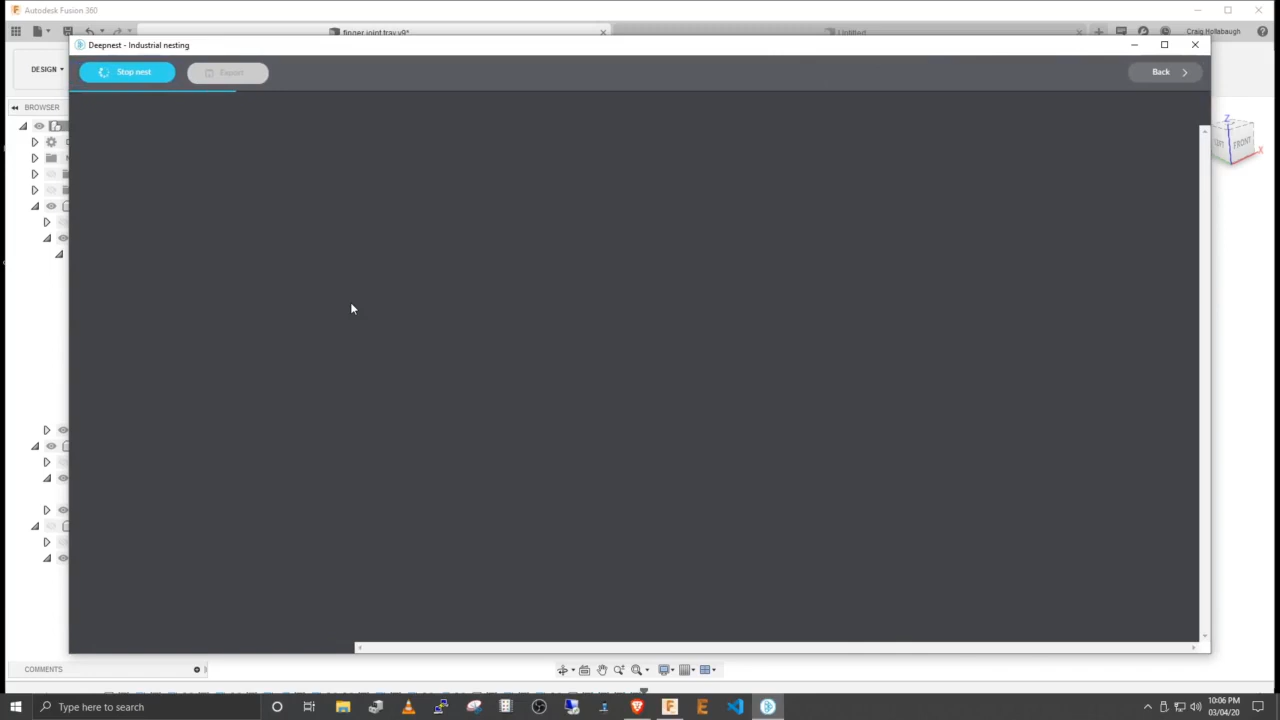 Autodesk Fusion 360
finger joint tray v9*
Untitled
Craig Hollabaugh
Deepnest - Industrial nesting
DESIGN
Stop nest
Export
Back
BROWSER
Z
FRONT
X
COMMENTS
Type here to search
10:06 PM
03/04/20